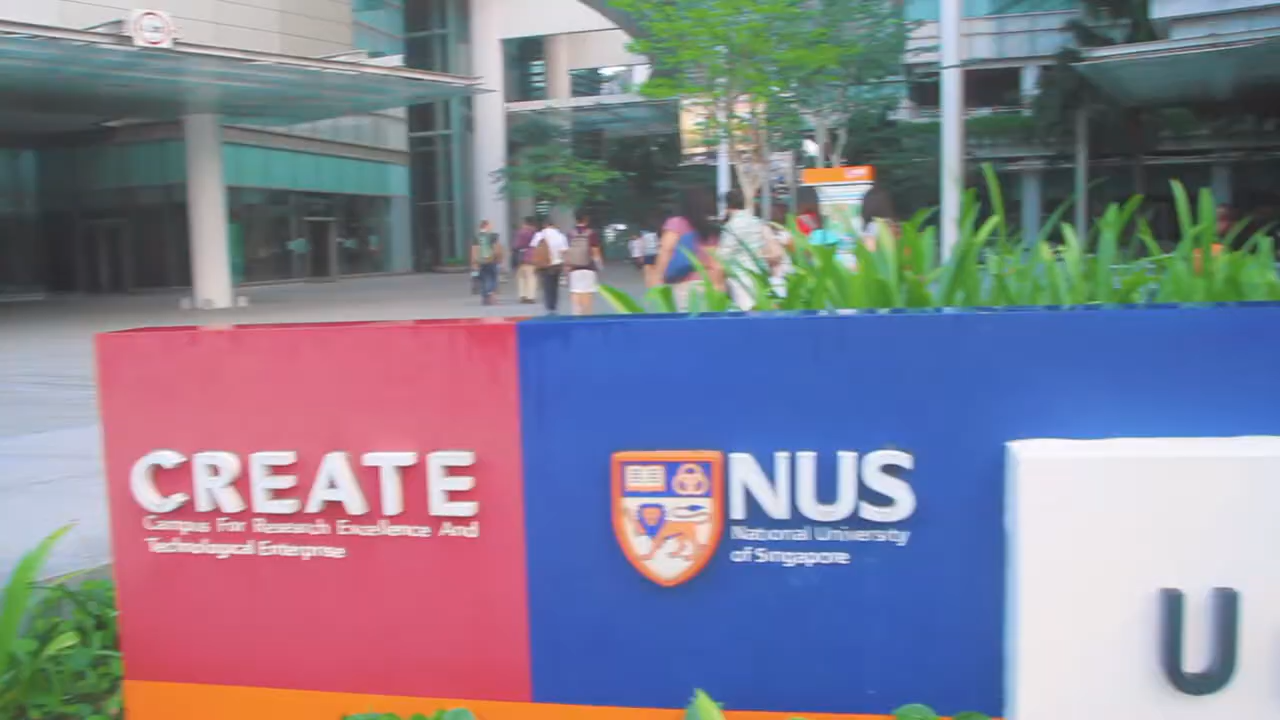 CREATE
Campus For Research Excellence And
Technological Enterprise
NUS
National University
of Singapore
U